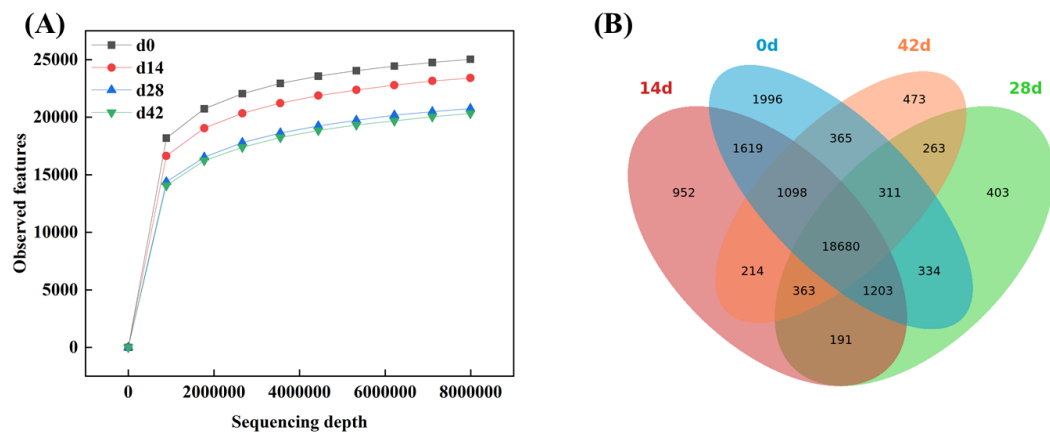 (A)
d0
d14
d28
d42
25000
20000
15000
10000
5000
0
Observed features
0 2000000 4000000 6000000 8000000
Sequencing depth
(B)
0d 42d
14d 28d
1996 473
1619 365 263
952 1098 311 403
18680
214 363 1203 334
191